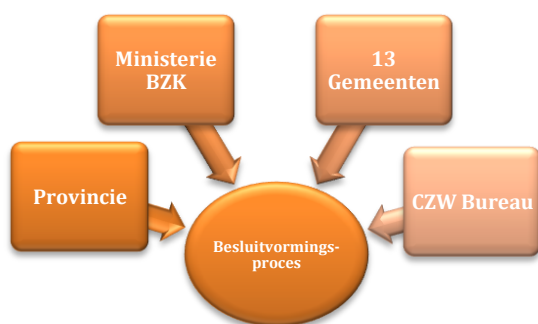 Ministerie
BZK
13
Gemeenten
Provincie
CZW Bureau
Besluitvormings-
proces